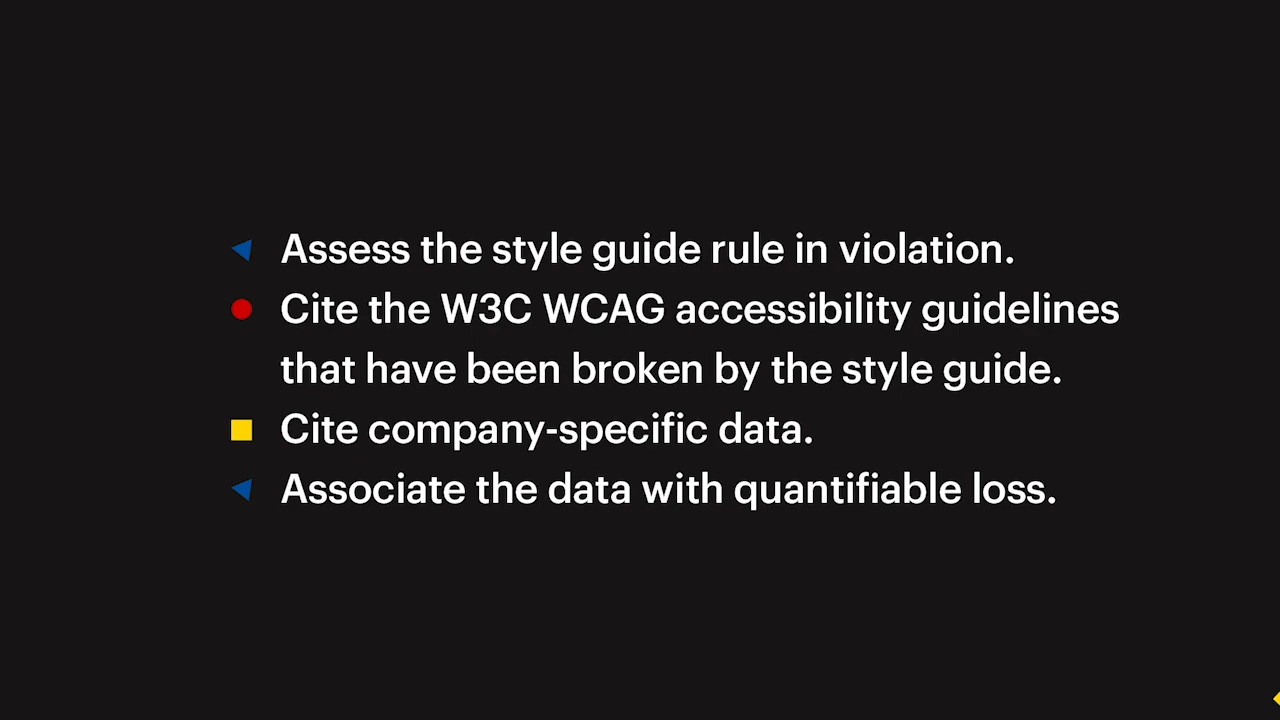 Assess the style guide rule in violation.
Cite the W3C WCAG accessibility guidelines
that have been broken by the style guide.
Cite company-specific data.
Associate the data with quantifiable loss.